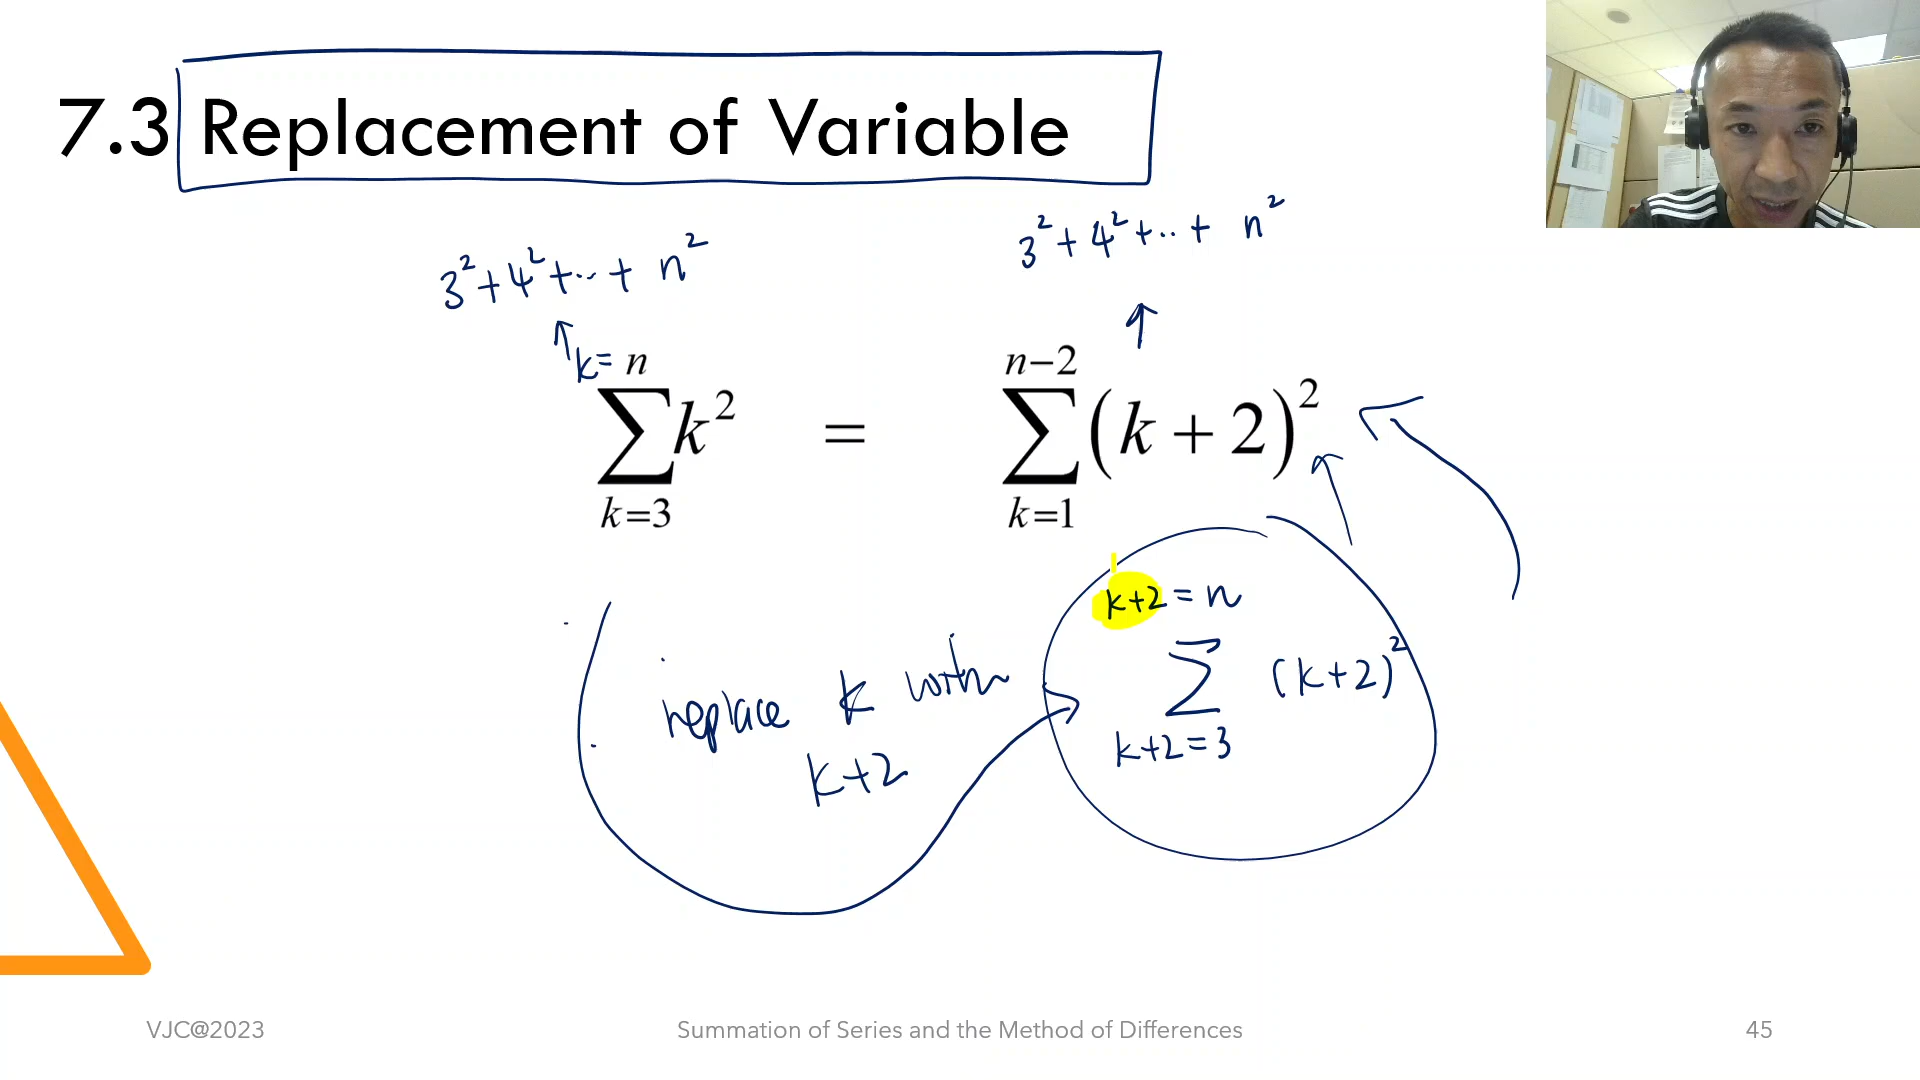 7.3 Replacement of Variable
3² + 4² + ·· + n²
3² + 4² + ·· + n²
k= n
∑ k²
k=3
=
n−2
∑ (k + 2)²
k=1
k+2 = n
∑ (k+2)²
k+2 = 3
replace k with
k+2
VJC@2023
Summation of Series and the Method of Differences
45